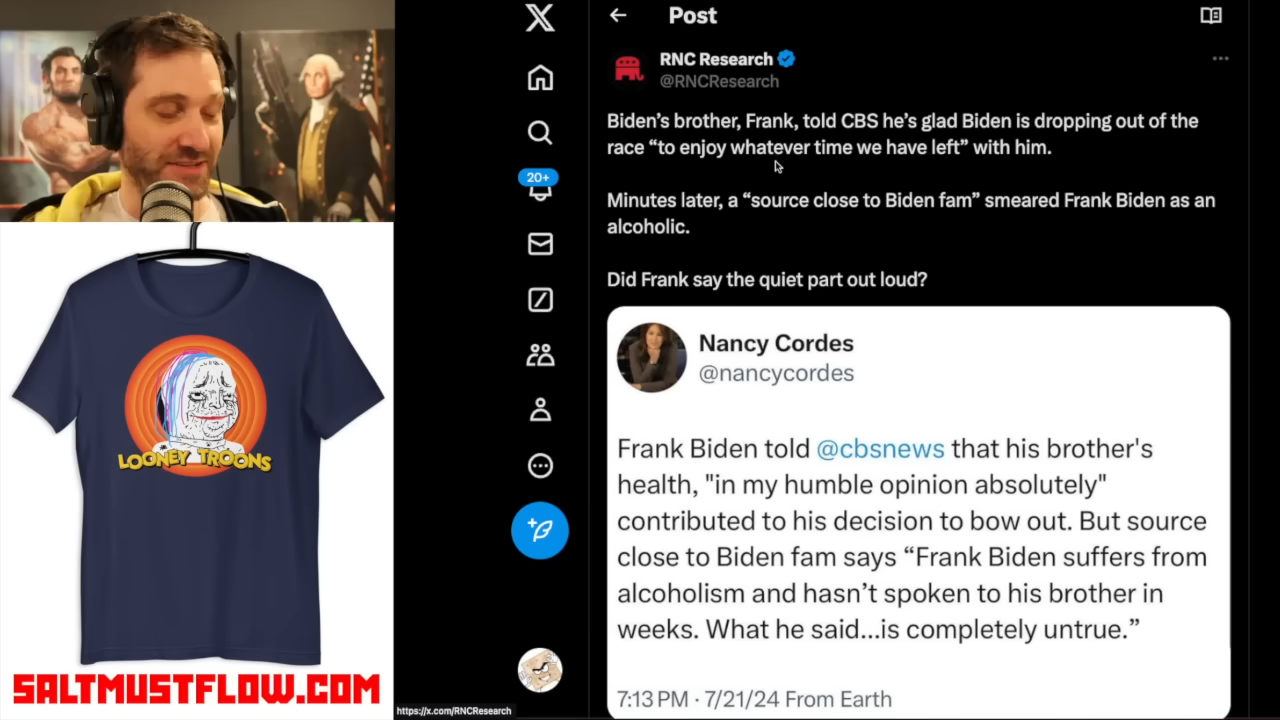 Post
RNC Research
@RNCResearch
Biden’s brother, Frank, told CBS he’s glad Biden is dropping out of the
race “to enjoy whatever time we have left” with him.
Minutes later, a “source close to Biden fam” smeared Frank Biden as an
alcoholic.
Did Frank say the quiet part out loud?
Nancy Cordes
@nancycordes
Frank Biden told @cbsnews that his brother's
health, "in my humble opinion absolutely"
contributed to his decision to bow out. But source
close to Biden fam says “Frank Biden suffers from
alcoholism and hasn’t spoken to his brother in
weeks. What he said...is completely untrue.”
7:13 PM · 7/21/24 From Earth
20+
LOONEY TROONS
SALTMUSTFLOW.COM
https://x.com/RNCResearch